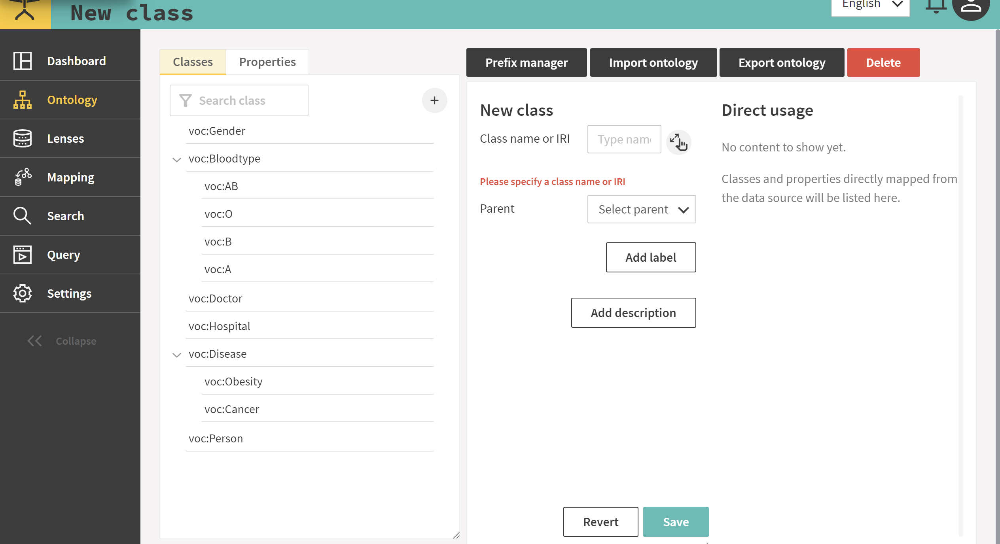 New class
English
Dashboard
Ontology
Lenses
Mapping
Search
Query
Settings
Collapse
Classes
Properties
Search class
+
voc:Gender
voc:Bloodtype
voc:AB
voc:O
voc:B
voc:A
voc:Doctor
voc:Hospital
voc:Disease
voc:Obesity
voc:Cancer
voc:Person
Prefix manager
Import ontology
Export ontology
Delete
New class
Class name or IRI
Type name
Please specify a class name or IRI
Parent
Select parent
Add label
Add description
Revert
Save
Direct usage
No content to show yet.
Classes and properties directly mapped from
the data source will be listed here.